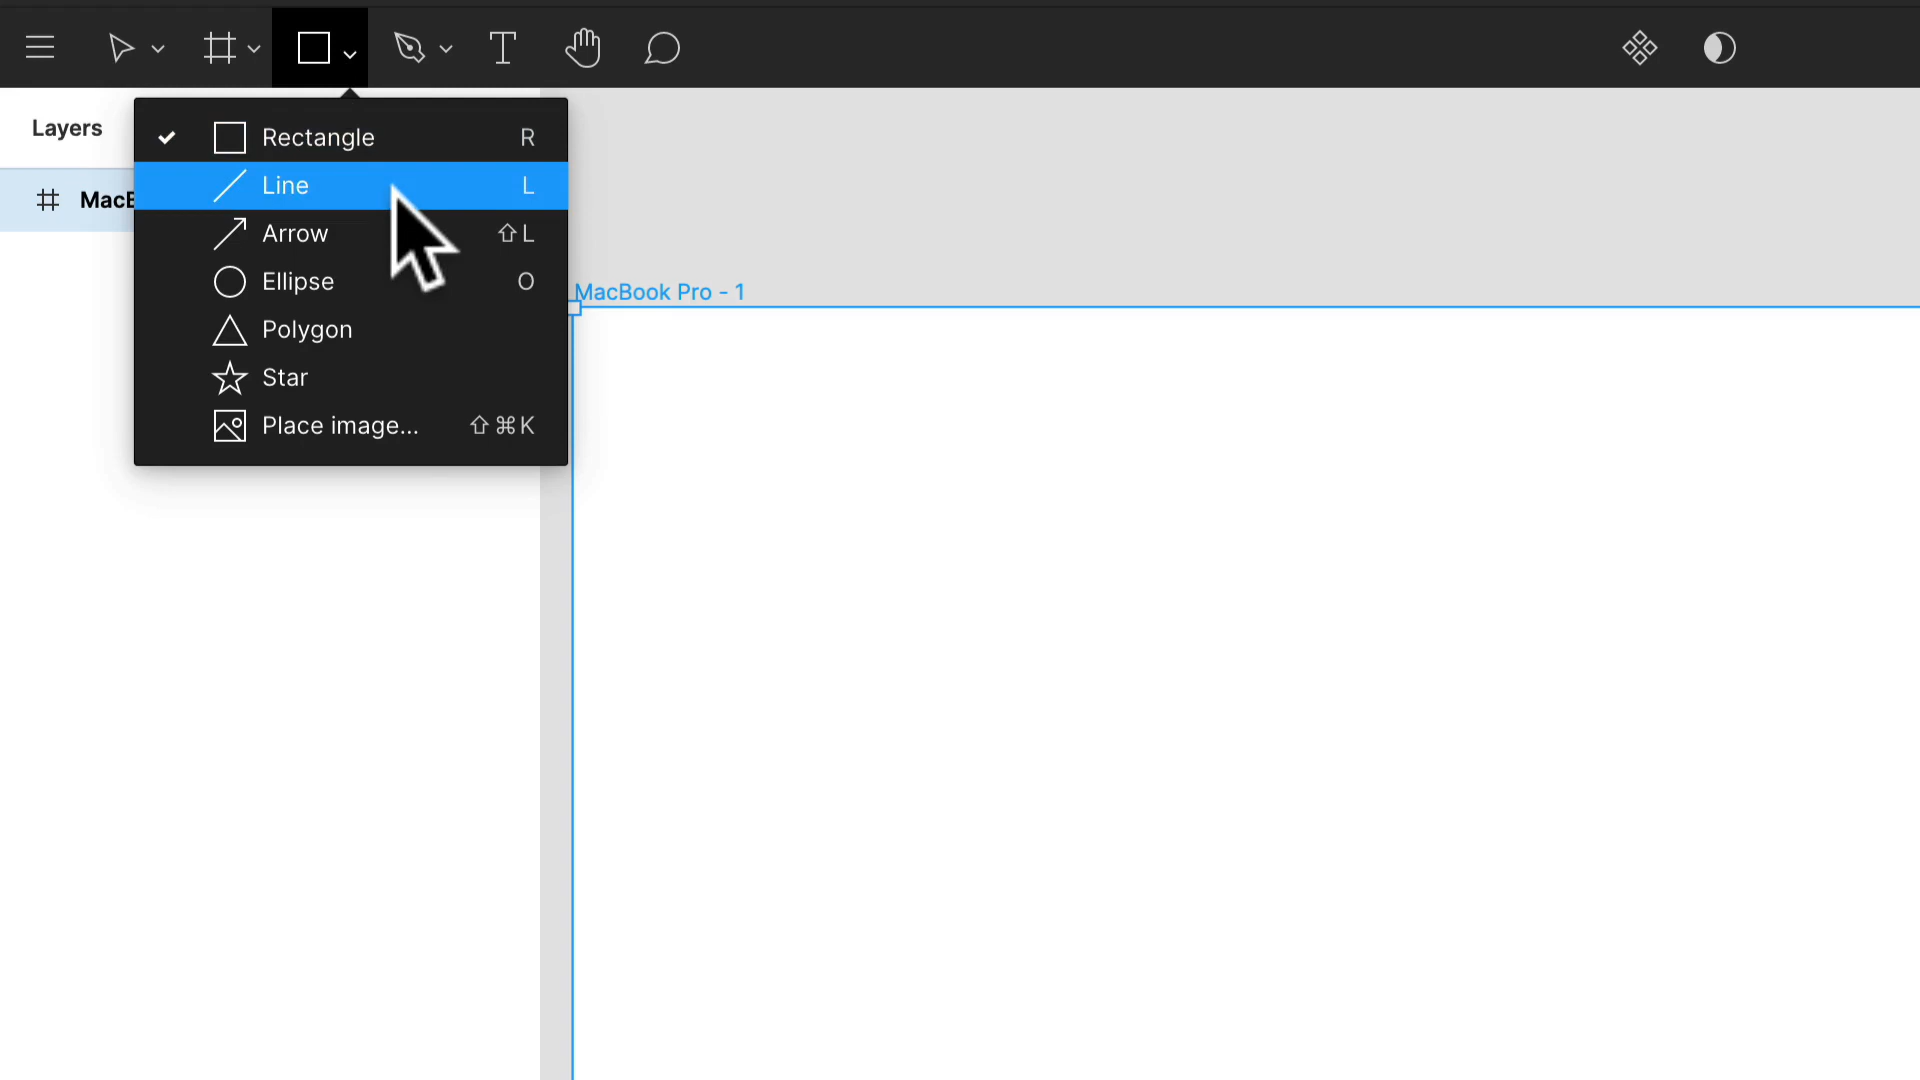 Layers
Rectangle R
Line L
MacB
Arrow ⇧L
Ellipse O
MacBook Pro - 1
Polygon
Star
Place image... ⇧⌘K